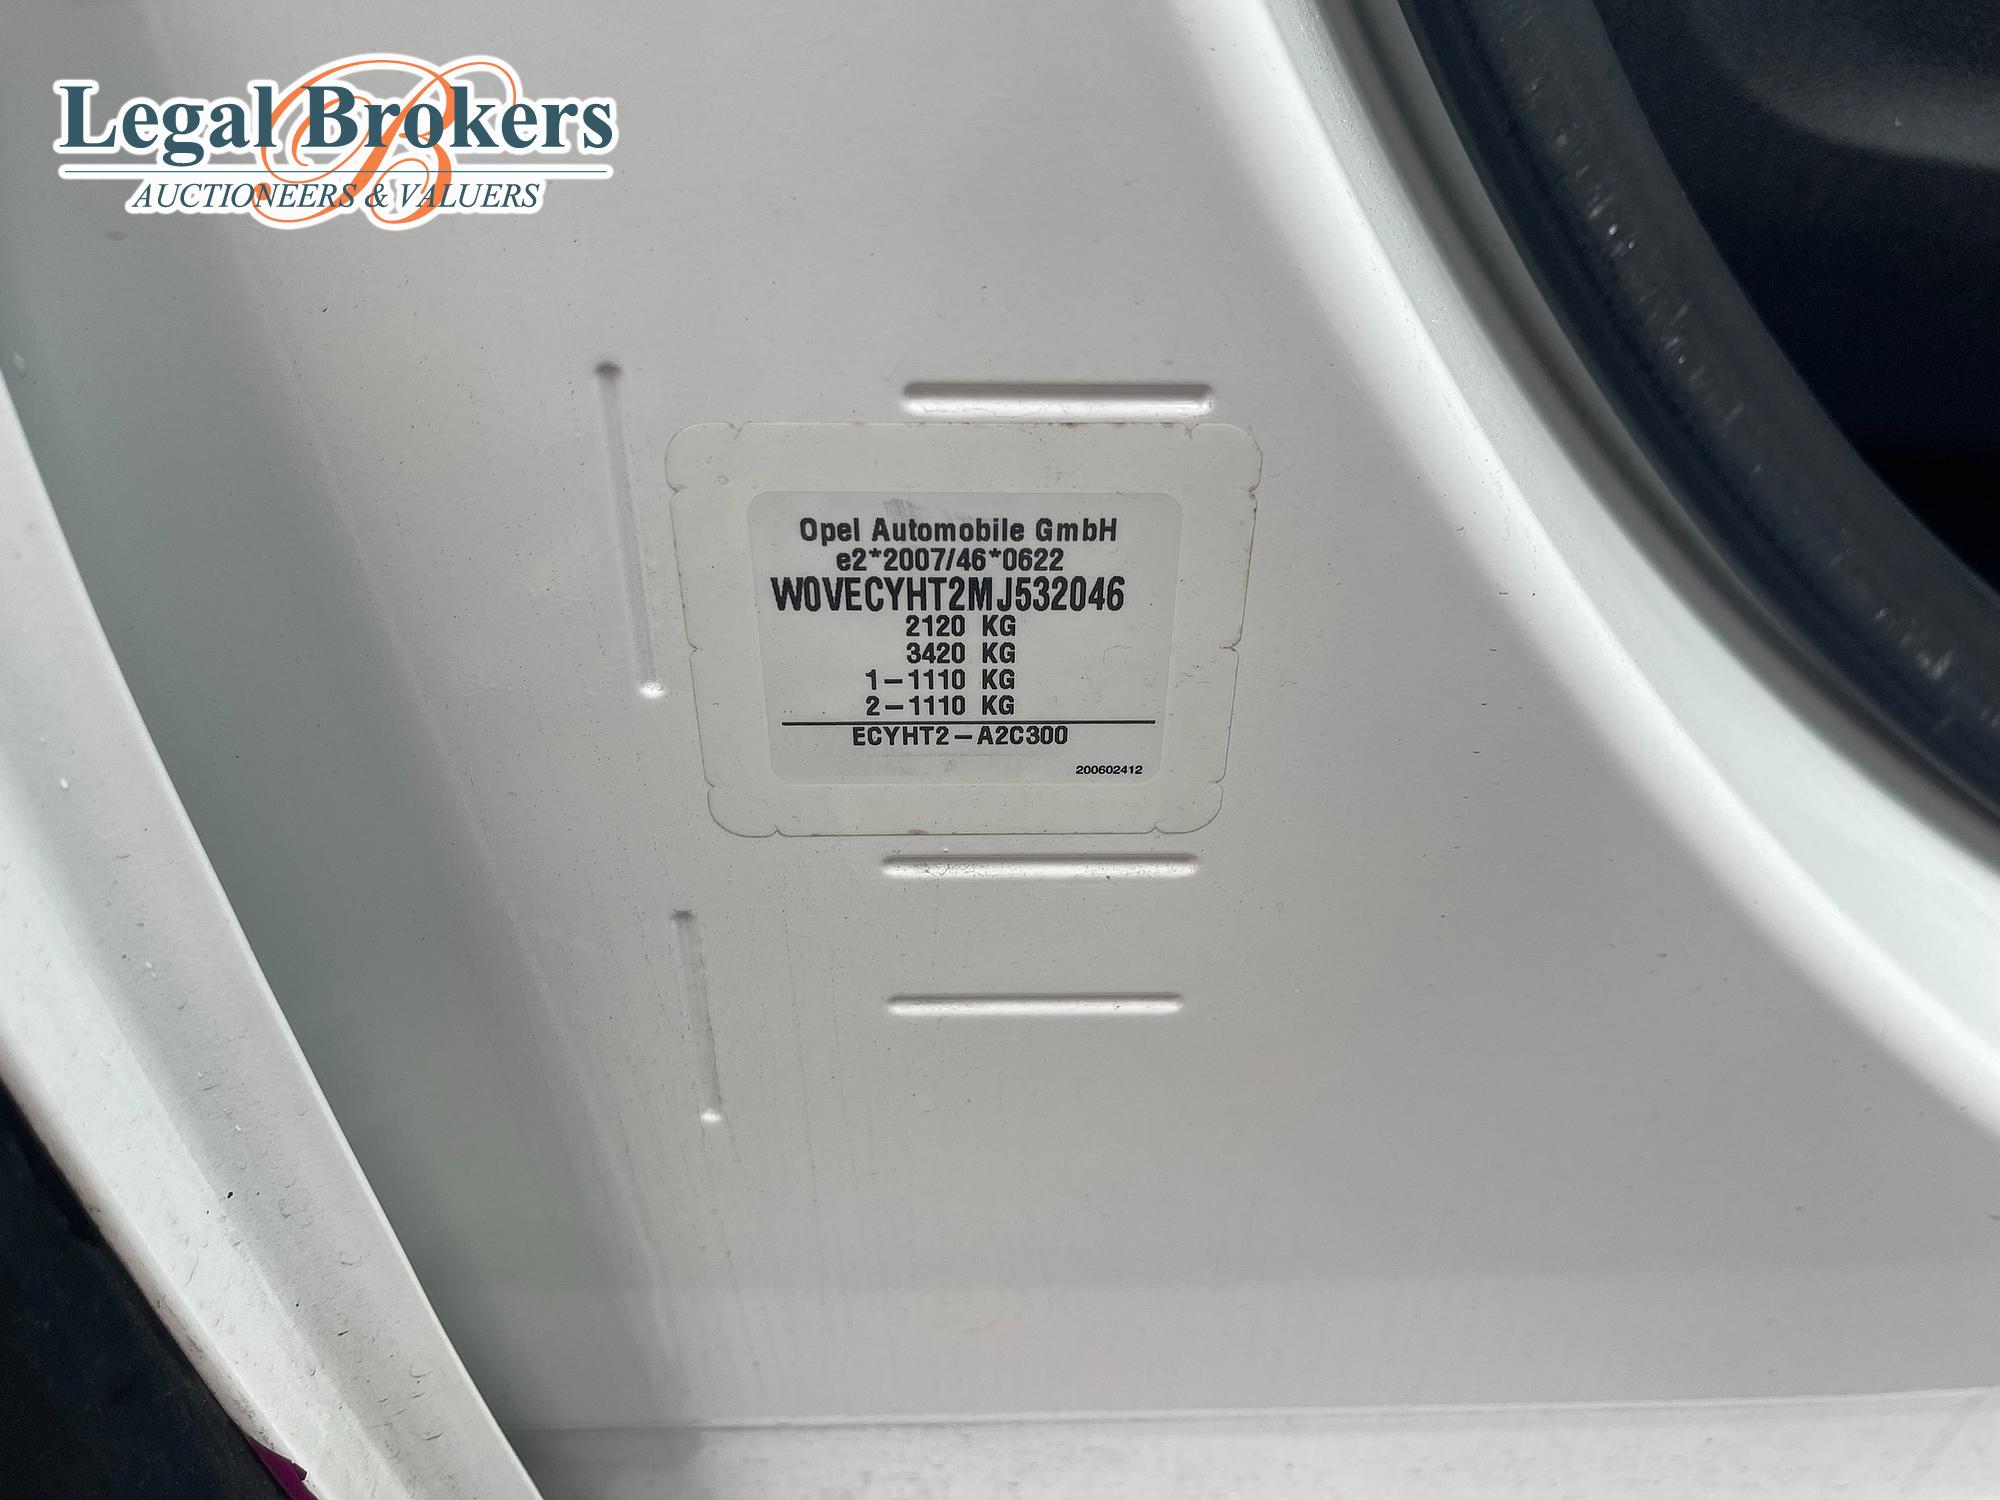 Legal Brokers
AUCTIONEERS & VALUERS
Opel Automobile GmbH
e2*2007/46*0622
W0VECYHT2MJ532046
2120 KG
3420 KG
1-1110 KG
2-1110 KG
ECYHT2-A2C300
200602412